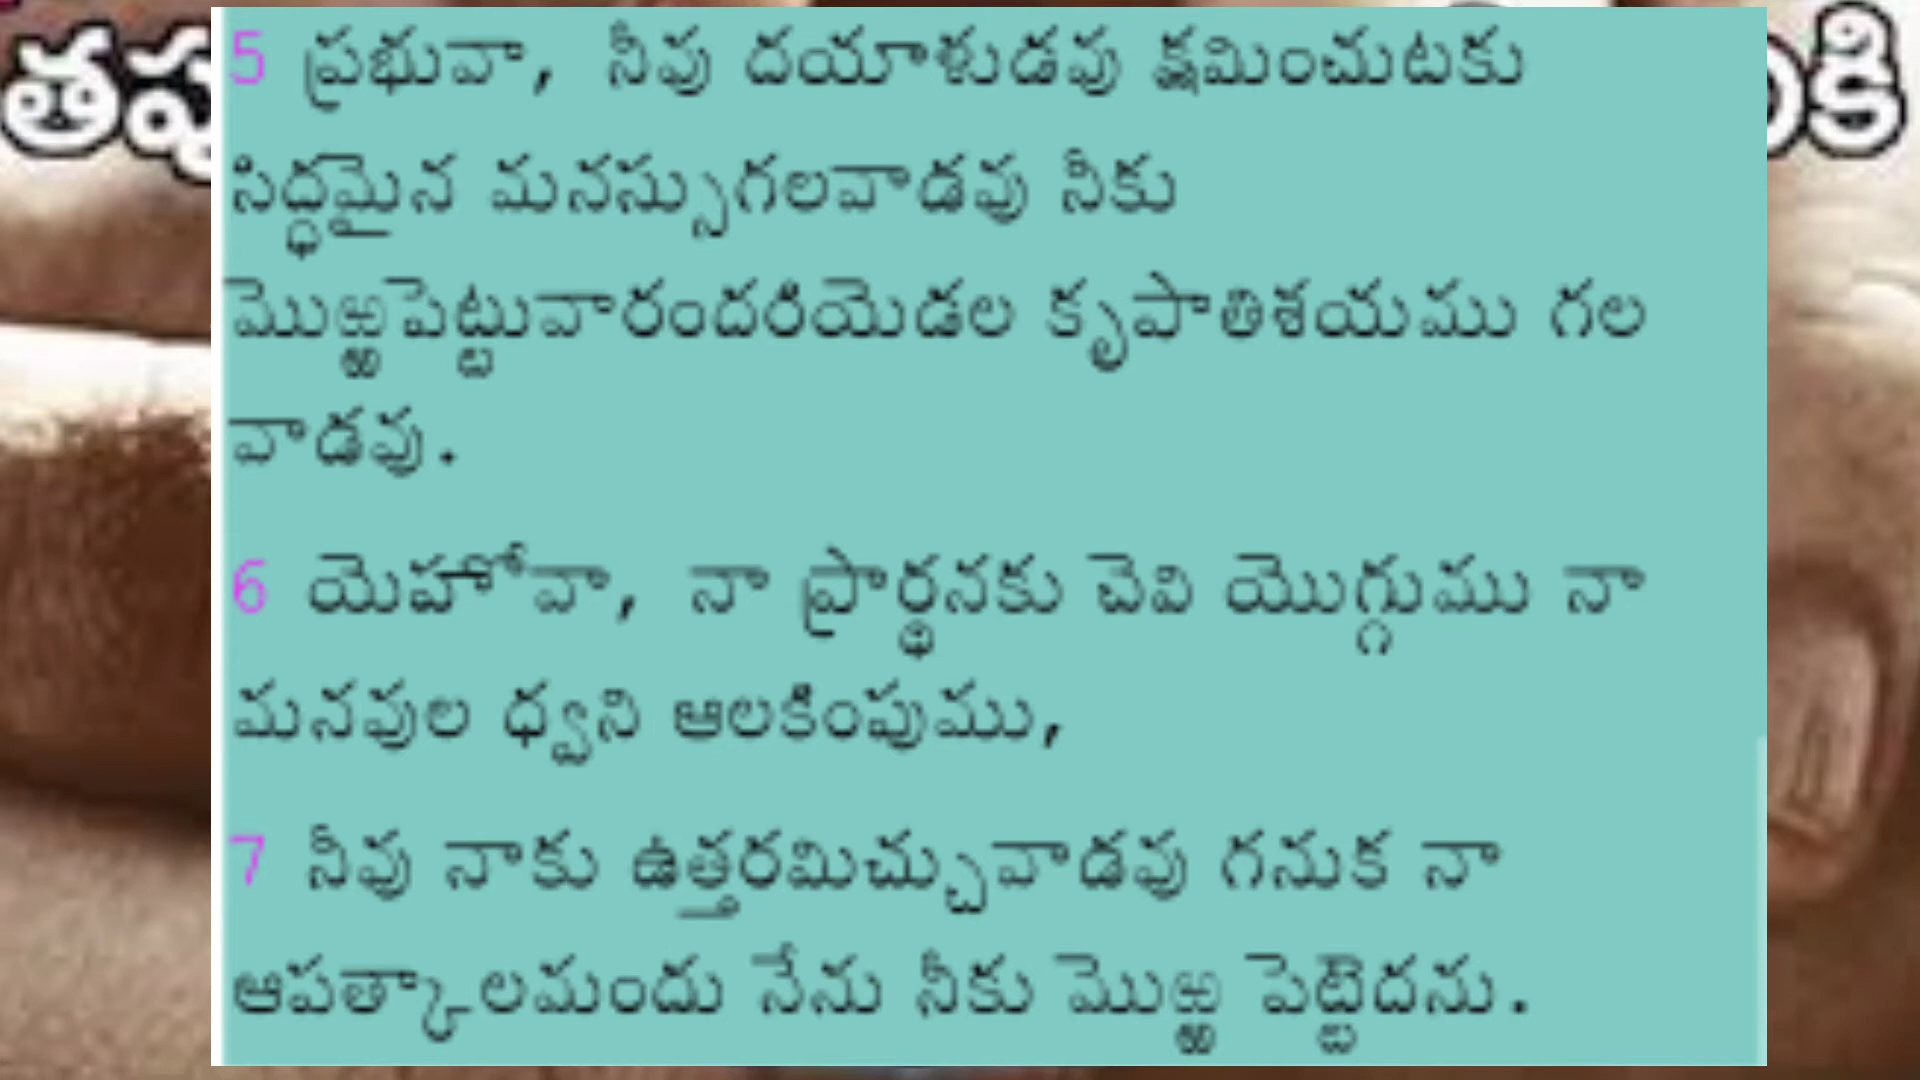 5 ప్రభువా, నీవు దయాళుడవు క్షమించుటకు
సిద్ధమైన మనస్సుగలవాడవు నీకు
మొఱ్ఱపెట్టువారందరియెడల కృపాతిశయము గల
వాడవు.
6 యెహోవా, నా ప్రార్థనకు చెవి యొగ్గుము నా
మనవుల ధ్వని ఆలకింపుము,
7 నీవు నాకు ఉత్తరమిచ్చువాడవు గనుక నా
ఆపత్కాలమందు నేను నీకు మొఱ్ఱ పెట్టెదను.